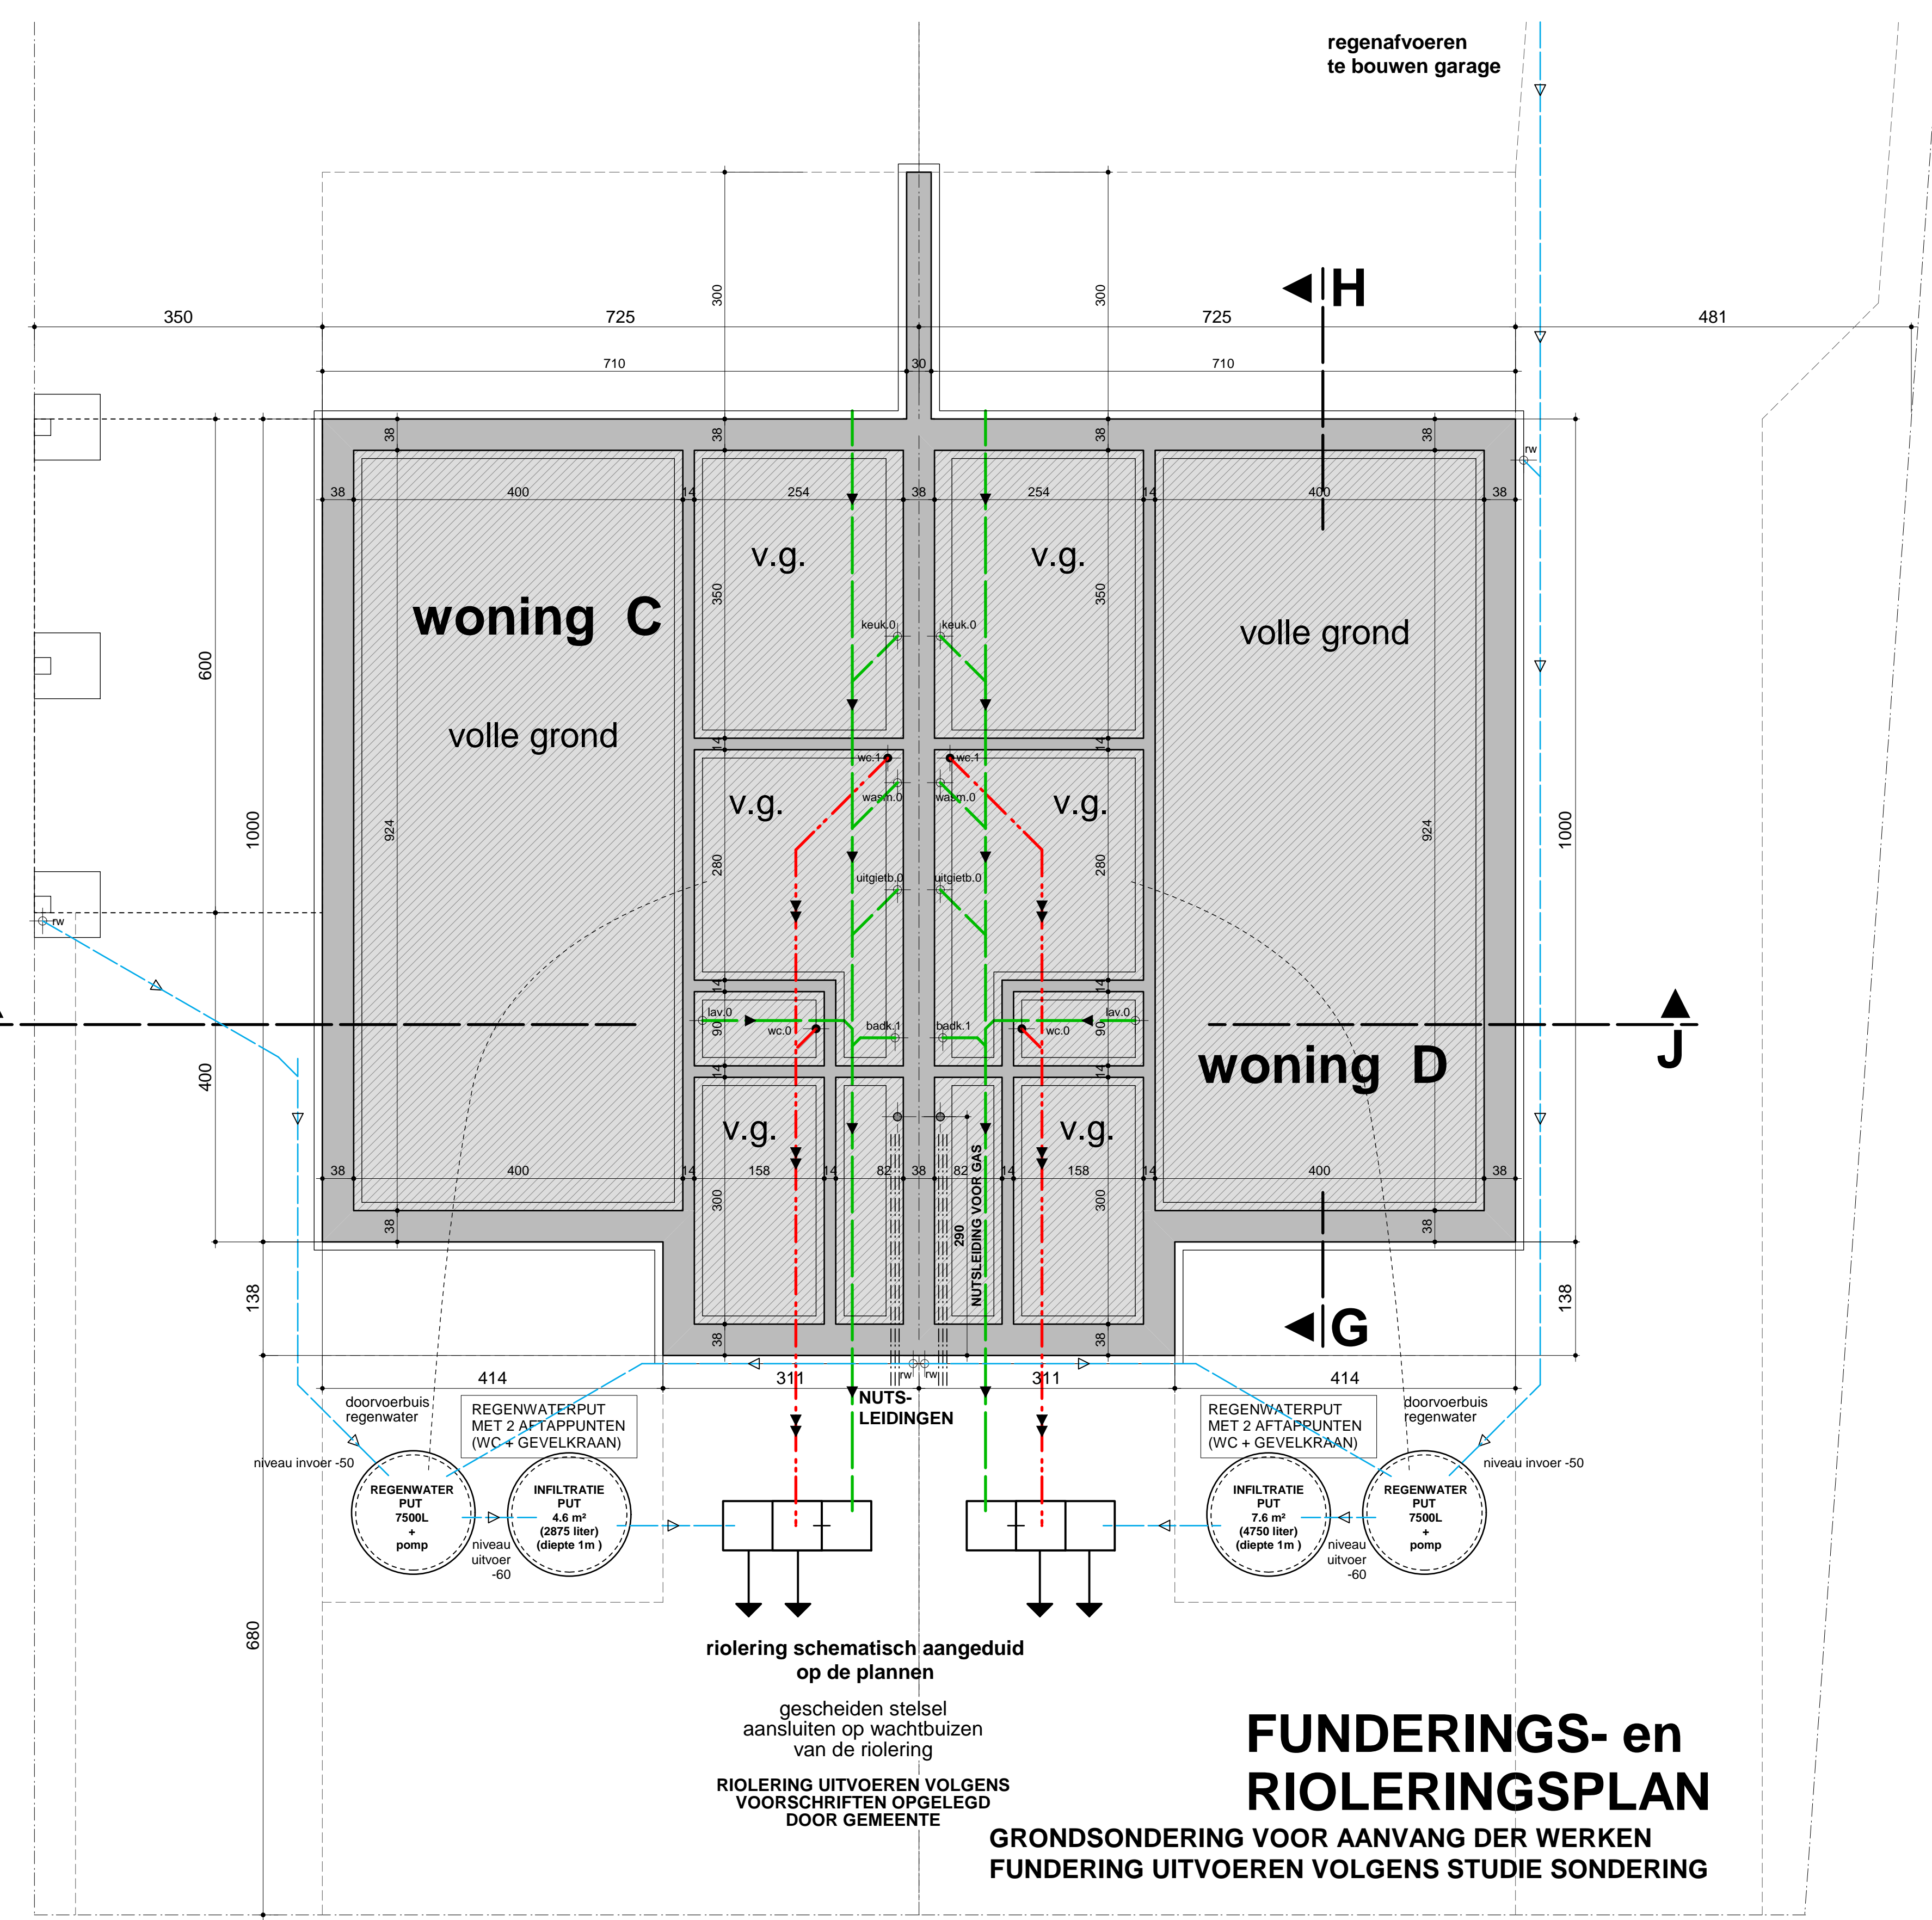 regenafvoeren
te bouwen garage
H
350
725
725
481
300
300
710
30
710
38
38
38
38
rw
38
400
14
254
38
254
14
400
38
v.g.
v.g.
350
350
woning C
volle grond
keuk.0
keuk.0
600
volle grond
14
14
wc.1
wc.1
wasm.0
wasm.0
v.g.
v.g.
1000
924
924
1000
280
280
uitgietb.0
uitgietb.0
rw
14
14
lav.0
lav.0
90
wc.0
badk.1
badk.1
wc.0
90
J
woning D
400
14
14
v.g.
v.g.
38
400
14
158
14
82
38
82
14
158
14
400
38
300
300
NUTSLEIDING VOOR GAS
290
38
38
138
138
G
38
38
rw
rw
414
311
311
414
doorvoerbuis
regenwater
REGENWATERPUT
MET 2 AFTAPPUNTEN
(WC + GEVELKRAAN)
NUTS-
LEIDINGEN
REGENWATERPUT
MET 2 AFTAPPUNTEN
(WC + GEVELKRAAN)
doorvoerbuis
regenwater
niveau invoer -50
niveau invoer -50
REGENWATER
PUT
7500L
+
pomp
INFILTRATIE
PUT
4.6 m²
(2875 liter)
(diepte 1m )
INFILTRATIE
PUT
7.6 m²
(4750 liter)
(diepte 1m )
REGENWATER
PUT
7500L
+
pomp
niveau
uitvoer
-60
niveau
uitvoer
-60
680
riolering schematisch aangeduid
op de plannen
gescheiden stelsel
aansluiten op wachtbuizen
van de riolering
RIOLERING UITVOEREN VOLGENS
VOORSCHRIFTEN OPGELEGD
DOOR GEMEENTE
FUNDERINGS- en
RIOLERINGSPLAN
GRONDSONDERING VOOR AANVANG DER WERKEN
FUNDERING UITVOEREN VOLGENS STUDIE SONDERING